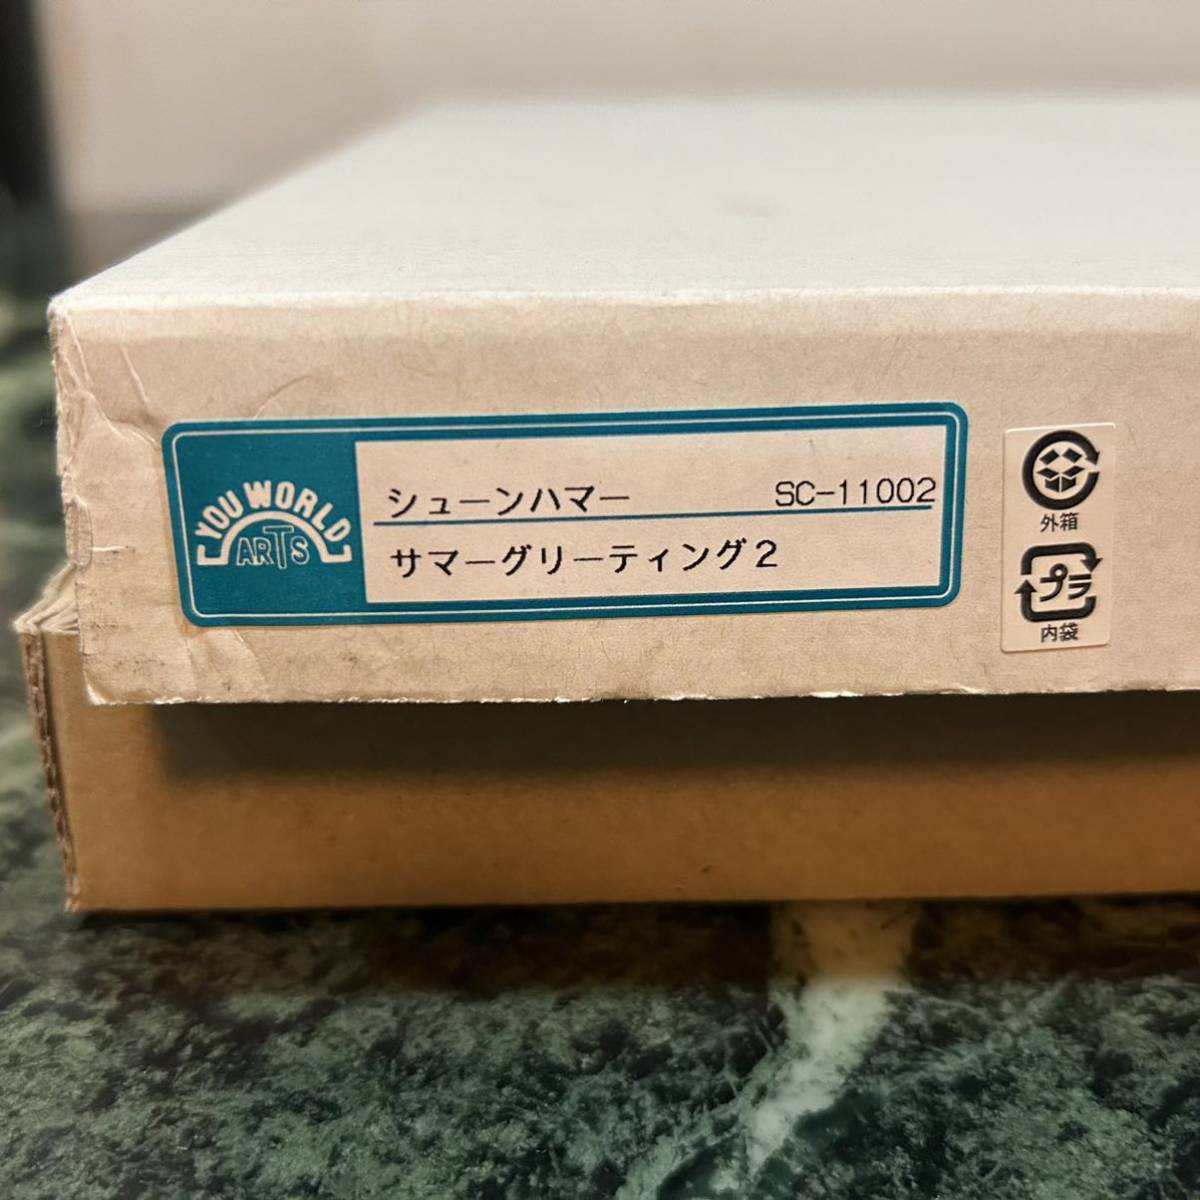 YOU WORLD
ARTS
シューンハマー SC-11002
サマーグリーティング2
外箱
プラ
内袋